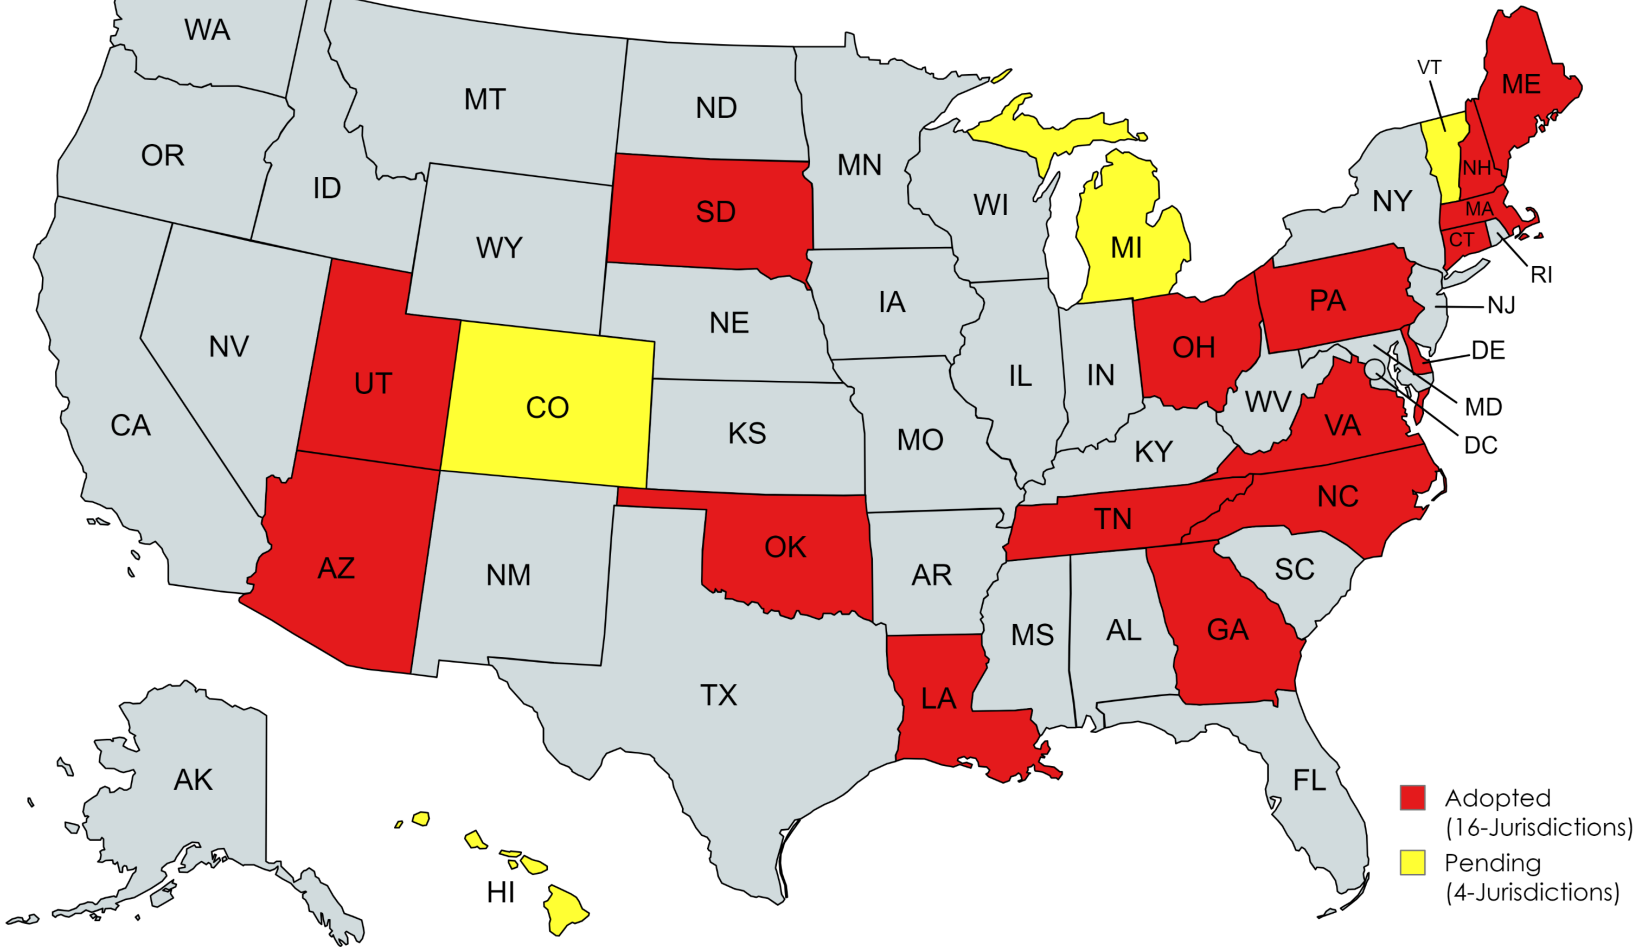 WA
VT
ME
MT
ND
OR
MN
NH
ID
NY
WI
SD
MA
CT
WY
MI
RI
IA
PA
NJ
NE
NV
OH
DE
UT
IL
IN
CO
WV
MD
CA
VA
KS
MO
DC
KY
NC
TN
OK
AZ
NM
AR
SC
MS
AL
GA
TX
LA
AK
FL
Adopted
(16-Jurisdictions)
Pending
(4-Jurisdictions)
HI